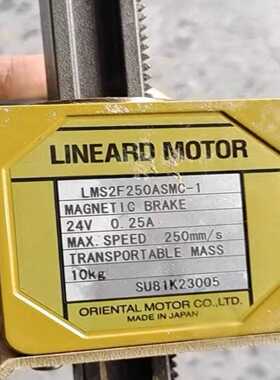 LINEARD MOTOR
LMS2F250ASMC-1
MAGNETIC BRAKE
24V 0.25A
MAX. SPEED 250mm/s
TRANSPORTABLE MASS
10kg
SU81K23005
ORIENTAL MOTOR CO.,LTD.
MADE IN JAPAN